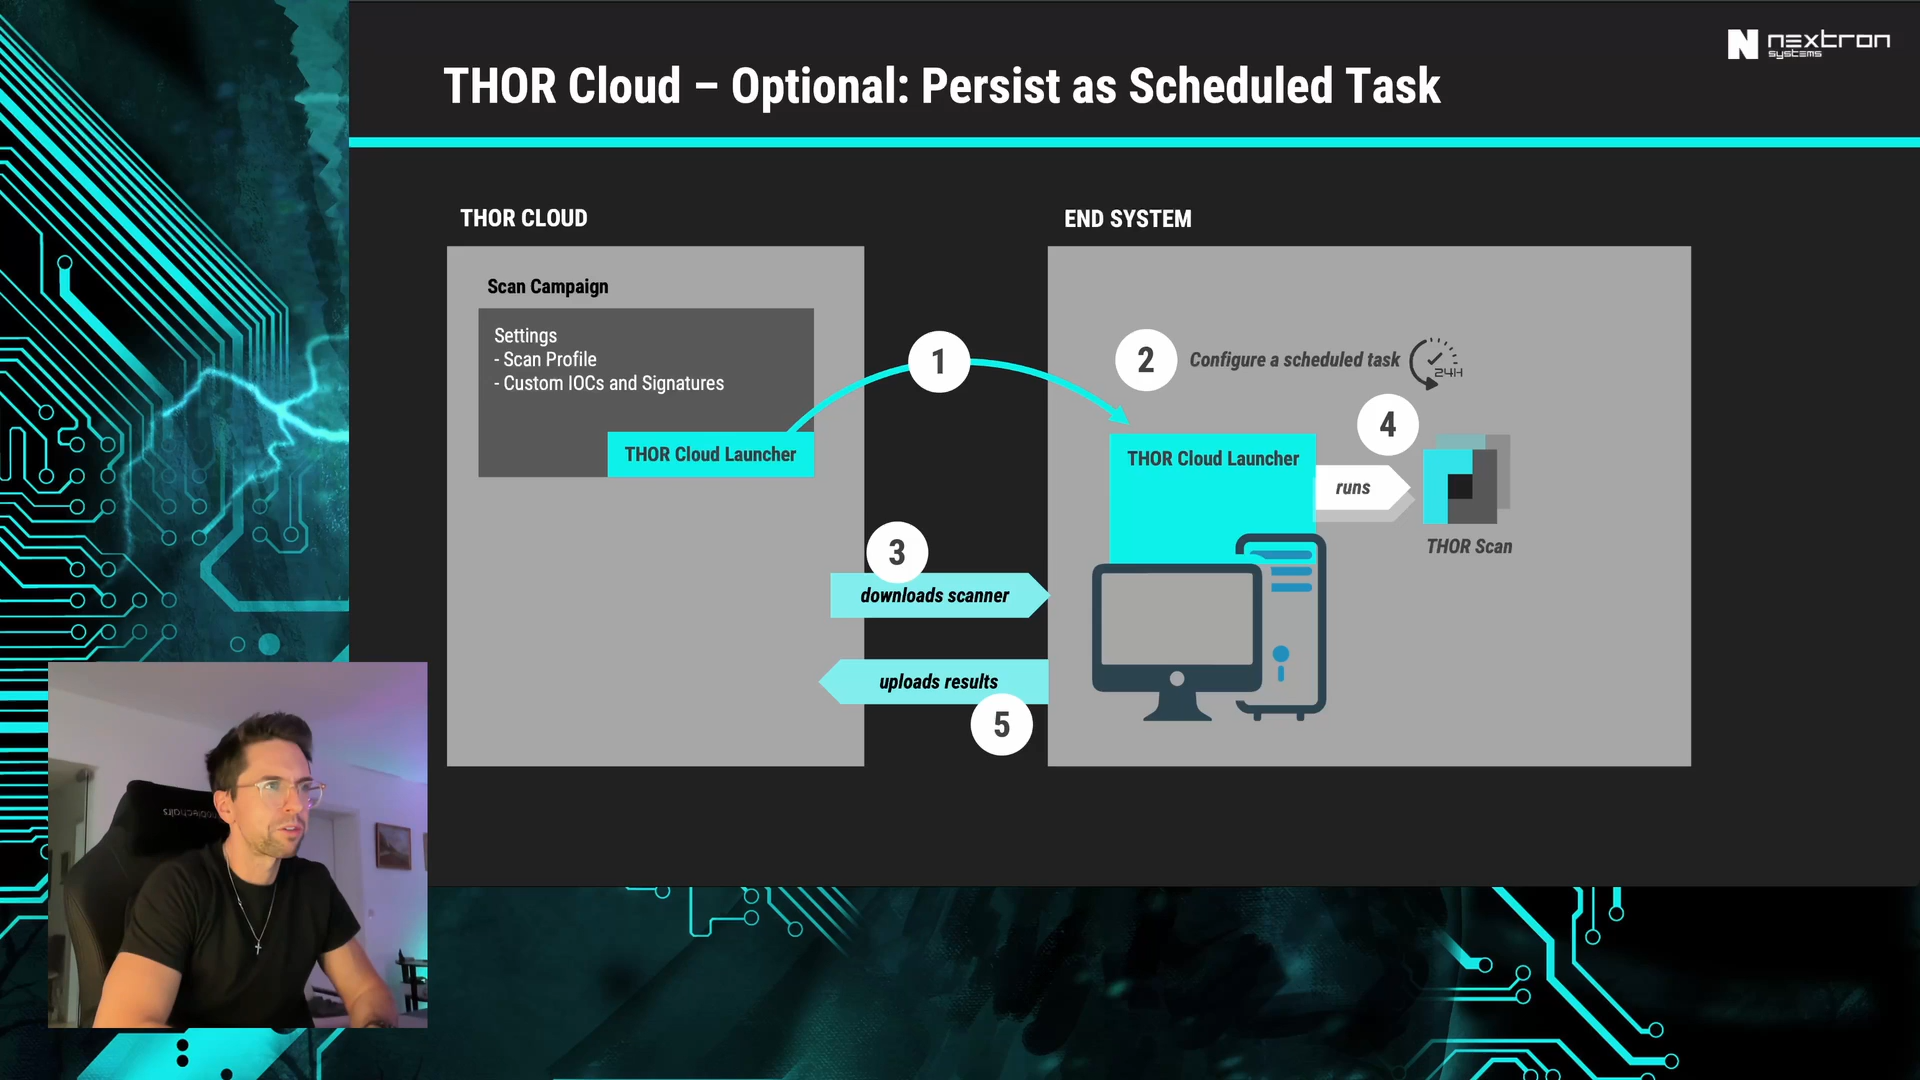 nextron
systems
THOR Cloud – Optional: Persist as Scheduled Task
THOR CLOUD
Scan Campaign
Settings
- Scan Profile
- Custom IOCs and Signatures
THOR Cloud Launcher
1
END SYSTEM
2
Configure a scheduled task
24H
THOR Cloud Launcher
4
runs
THOR Scan
3
downloads scanner
uploads results
5